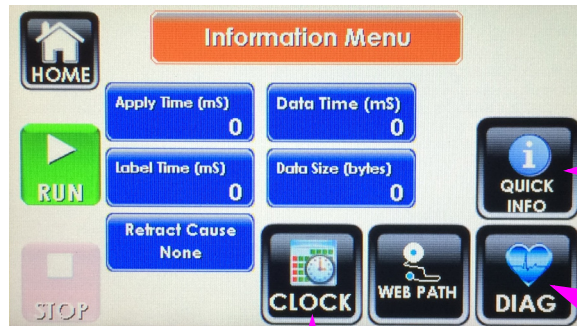 Information Menu
HOME
Apply Time (mS)
0
Data Time (mS)
0
RUN
Label Time (mS)
0
Data Size (bytes)
0
QUICK
INFO
Retract Cause
None
STOP
CLOCK
WEB PATH
DIAG